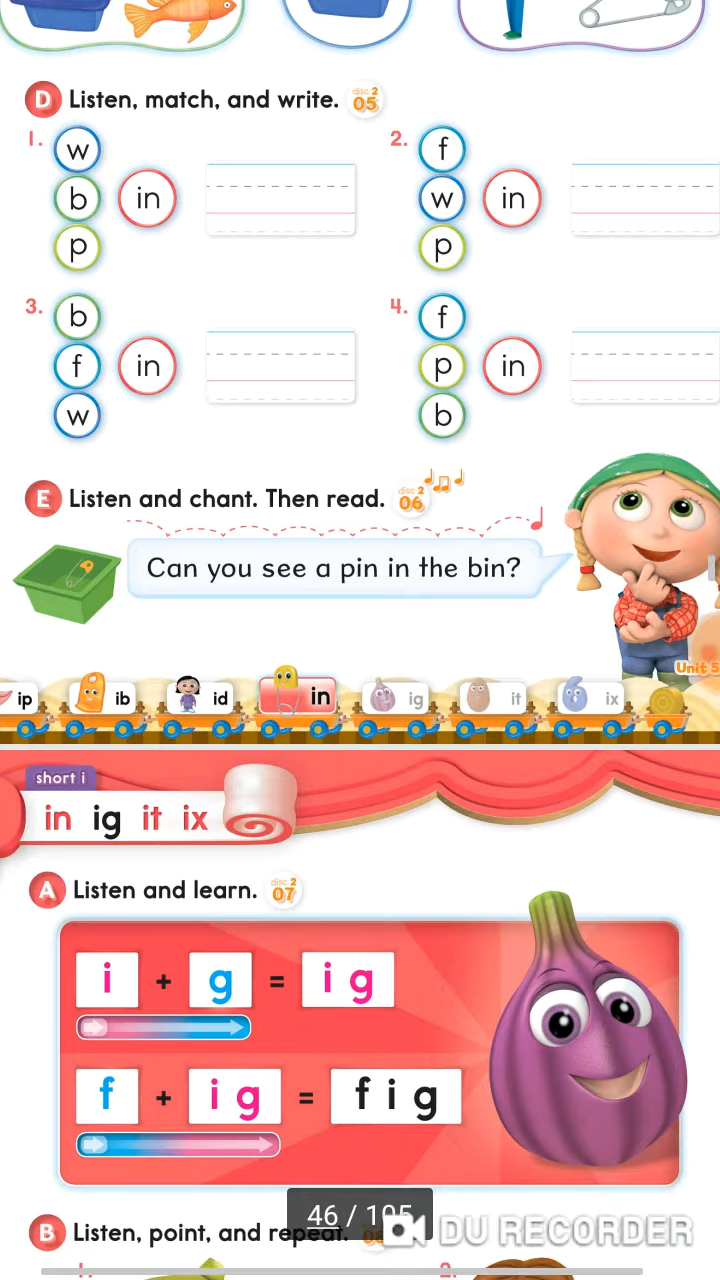 D Listen, match, and write. disc 2 05
1. w b p in
2. f w p in
3. b f w in
4. f p b in
E Listen and chant. Then read. disc 2 06
Can you see a pin in the bin?
Unit 5
ip ib id in ig it ix
short i
in ig it ix
A Listen and learn. disc 2 07
i + g = i g
f + i g = f i g
46 / 105
B Listen, point, and repeat.
DU RECORDER
1. 2.